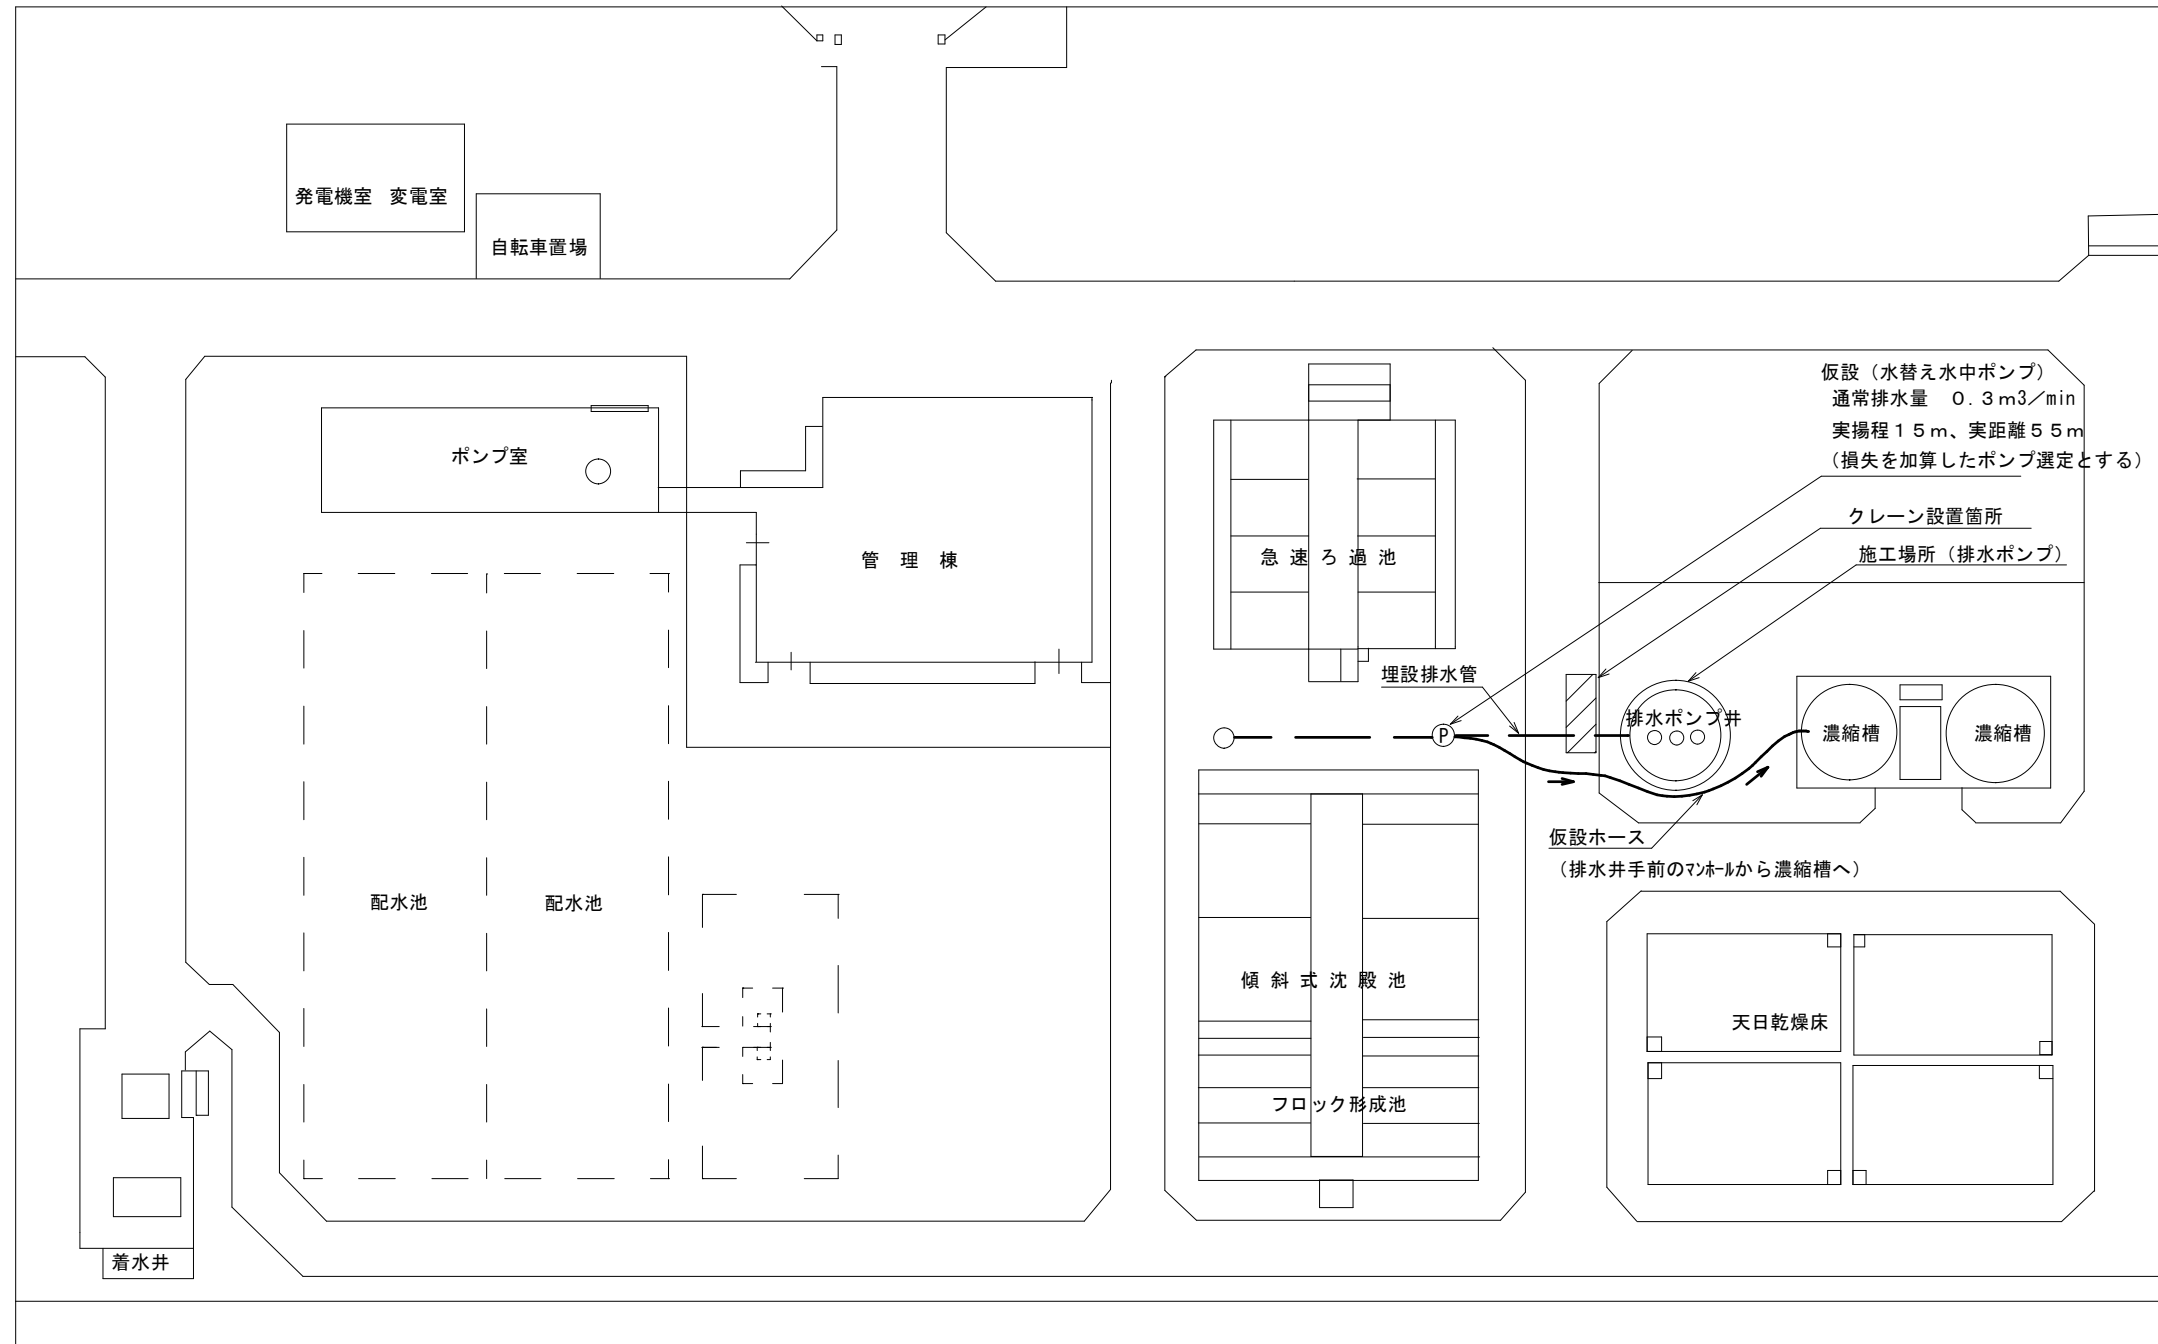 発電機室 変電室
自転車置場
仮設（水替え水中ポンプ）
通常排水量 ０.３ｍ3／min
実揚程１５ｍ、実距離５５ｍ
（損失を加算したポンプ選定とする）
ポンプ室
クレーン設置箇所
施工場所（排水ポンプ）
管 理 棟
急 速 ろ 過 池
埋設排水管
排水ポンプ井
P
濃縮槽
濃縮槽
仮設ホース
（排水井手前のﾏﾝﾎｰﾙから濃縮槽へ）
配水池
配水池
傾 斜 式 沈 殿 池
天日乾燥床
フロック形成池
着水井